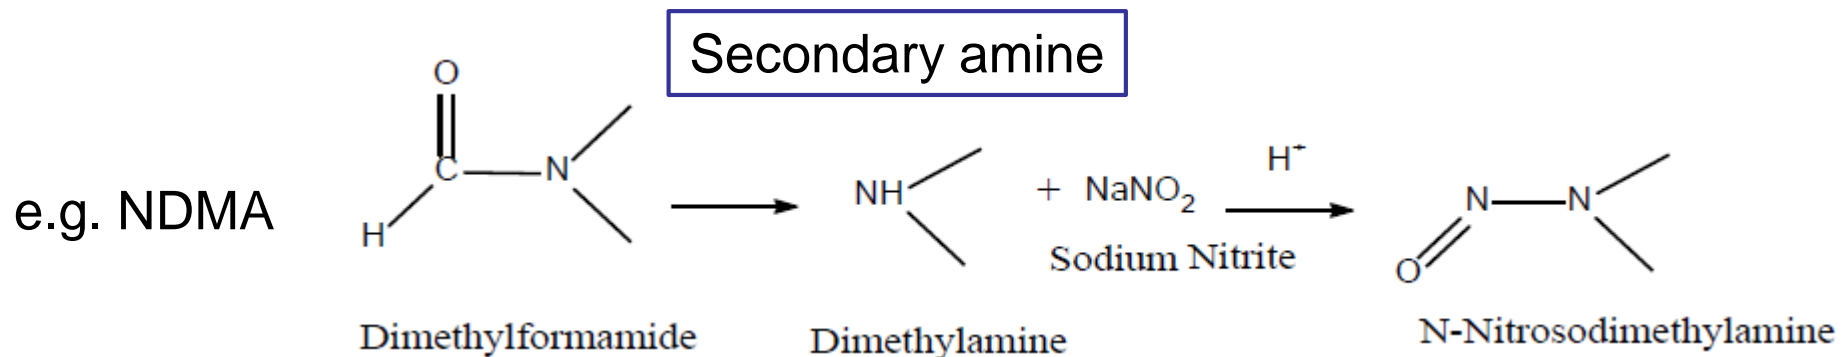 Secondary amine
O
C N
H
e.g. NDMA
NH + NaNO₂ H⁺
Sodium Nitrite
N N
O
Dimethylformamide
Dimethylamine
N-Nitrosodimethylamine